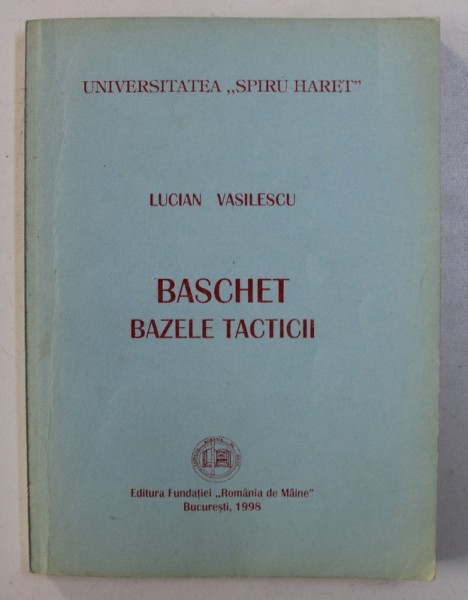 UNIVERSITATEA „SPIRU HARET”
LUCIAN VASILESCU
BASCHET
BAZELE TACTICII
Editura Fundației „România de Mâine”
București, 1998